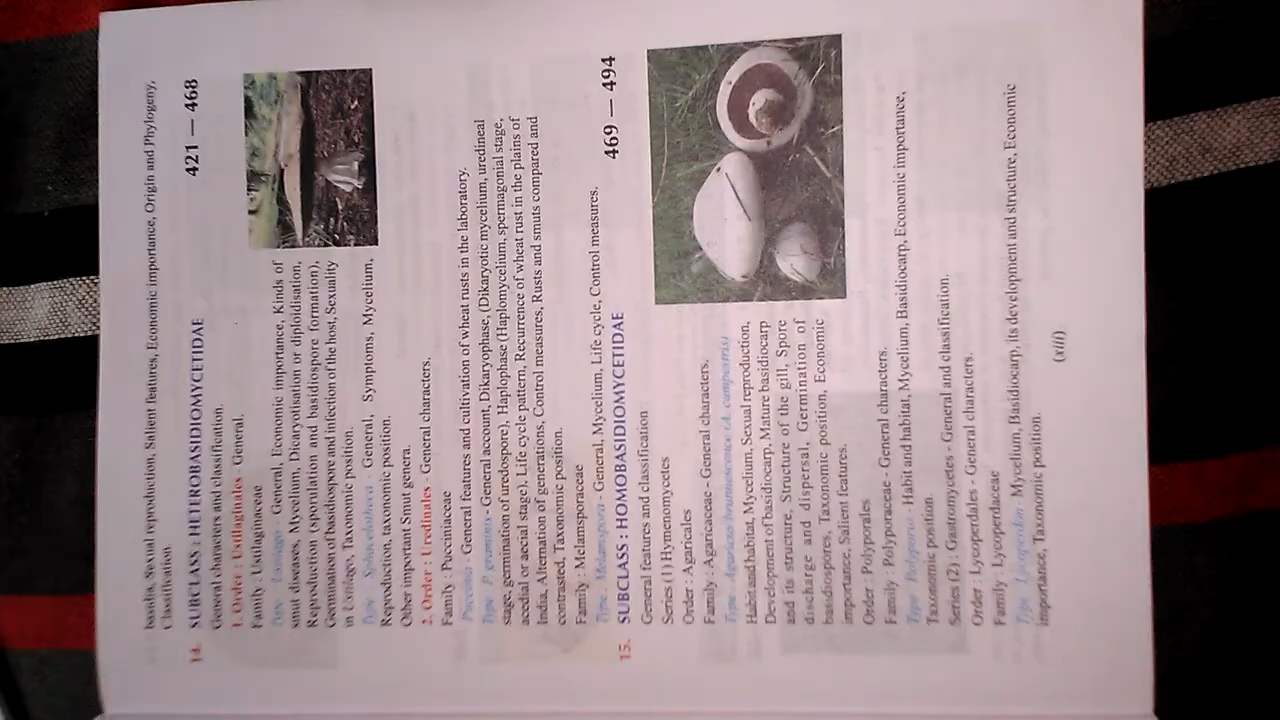 basidia, Sexual reproduction, Salient features, Economic importance, Origin and Phylogeny,
Classification.
14. SUBCLASS : HETEROBASIDIOMYCETIDAE 421 — 468
General characters and classification.
1. Order : Ustilaginales - General.
Family : Ustilaginaceae
Type : Ustilago - General, Economic importance, Kinds of
smut diseases, Mycelium, Dicaryotisation or diploidisation,
Reproduction (sporulation and basidiospore formation),
Germination of basidiospore and infection of the host, Sexuality
in Ustilago, Taxonomic position.
Type : Sphacelotheca - General, Symptoms, Mycelium,
Reproduction, taxonomic position.
Other important Smut genera.
2. Order : Uredinales - General characters.
Family : Pucciniaceae
Puccinia - General features and cultivation of wheat rusts in the laboratory.
Type P. graminis - General account, Dikaryophase, (Dikaryotic mycelium, uredineal
stage, germination of uredospore), Haplophase (Haplomycelium, spermagonial stage,
acedial or aecial stage), Life cycle pattern, Recurrence of wheat rust in the plains of
India, Alternation of generations, Control measures, Rusts and smuts compared and
contrasted, Taxonomic position.
Family : Melamsporaceae
Type : Melamspora - General, Mycelium, Life cycle, Control measures.
15. SUBCLASS : HOMOBASIDIOMYCETIDAE 469 — 494
General features and classification
Series (1) Hymenomycetes
Order : Agaricales
Family : Agaricaceae - General characters.
Type : Agaricus brunnescence (A. campestris)
Habit and habitat, Mycelium, Sexual reproduction,
Development of basidiocarp, Mature basidiocarp
and its structure, Structure of the gill, Spore
discharge and dispersal, Germination of
basidiospores, Taxonomic position, Economic
importance, Salient features.
Order : Polyporales
Family : Polyporaceae - General characters.
Type : Polyporus - Habit and habitat, Mycelium, Basidiocarp, Economic importance,
Taxonomic position.
Series (2) : Gastromycetes - General and classification.
Order : Lycoperdales - General characters.
Family : Lycoperdaceae
Type : Lycoperdon Mycelium, Basidiocarp, its development and structure, Economic
importance, Taxonomic position.
(xiii)